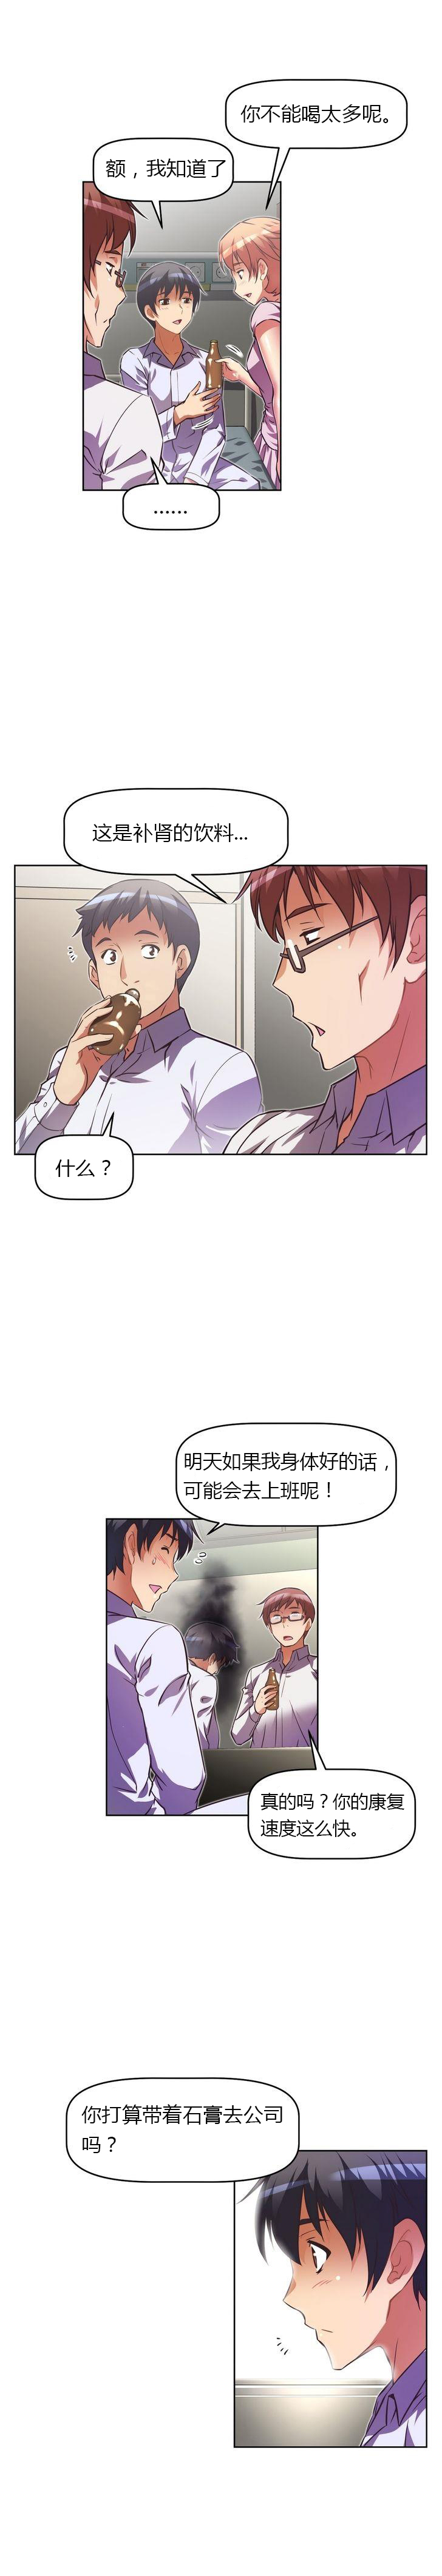 你不能喝太多呢。
额，我知道了
......
这是补肾的饮料...
什么？
明天如果我身体好的话，
可能会去上班呢！
真的吗？你的康复
速度这么快。
你打算带着石膏去公司
吗？